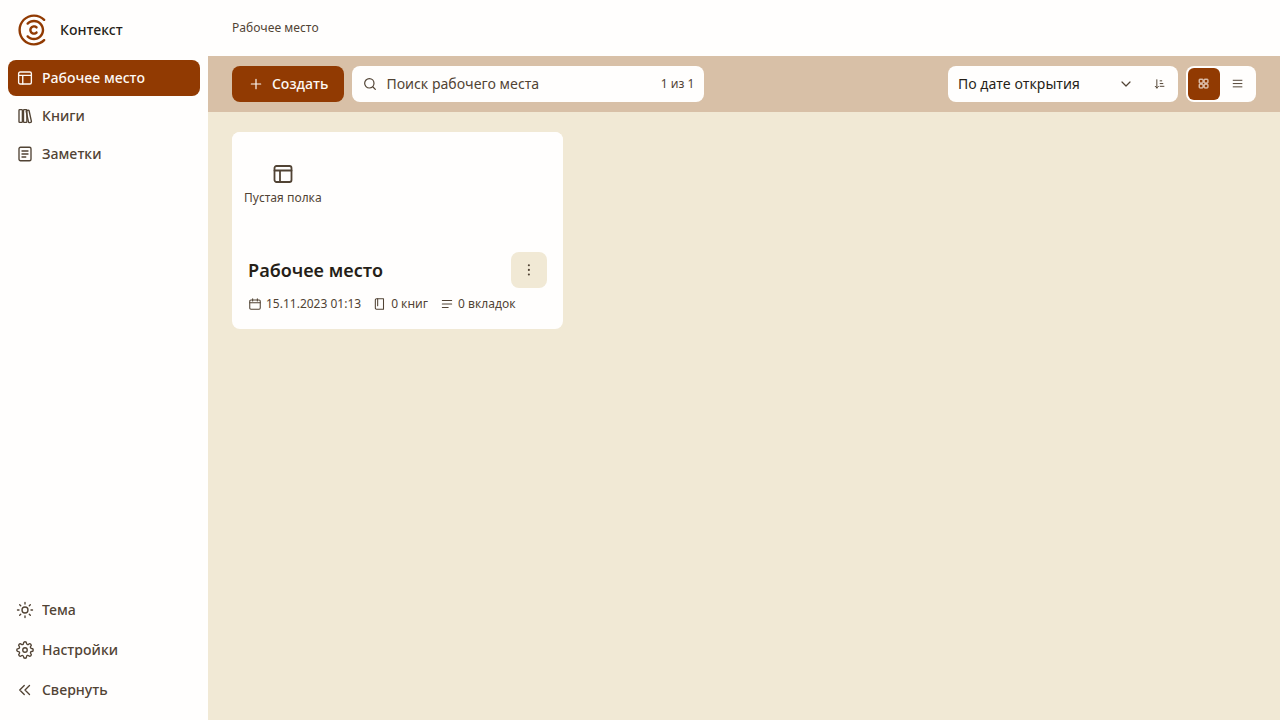 Контекст
Рабочее место
Книги
Заметки
Тема
Настройки
Свернуть
Рабочее место
Создать
Поиск рабочего места
1 из 1
По дате открытия
Пустая полка
Рабочее место
15.11.2023 01:13 0 книг 0 вкладок